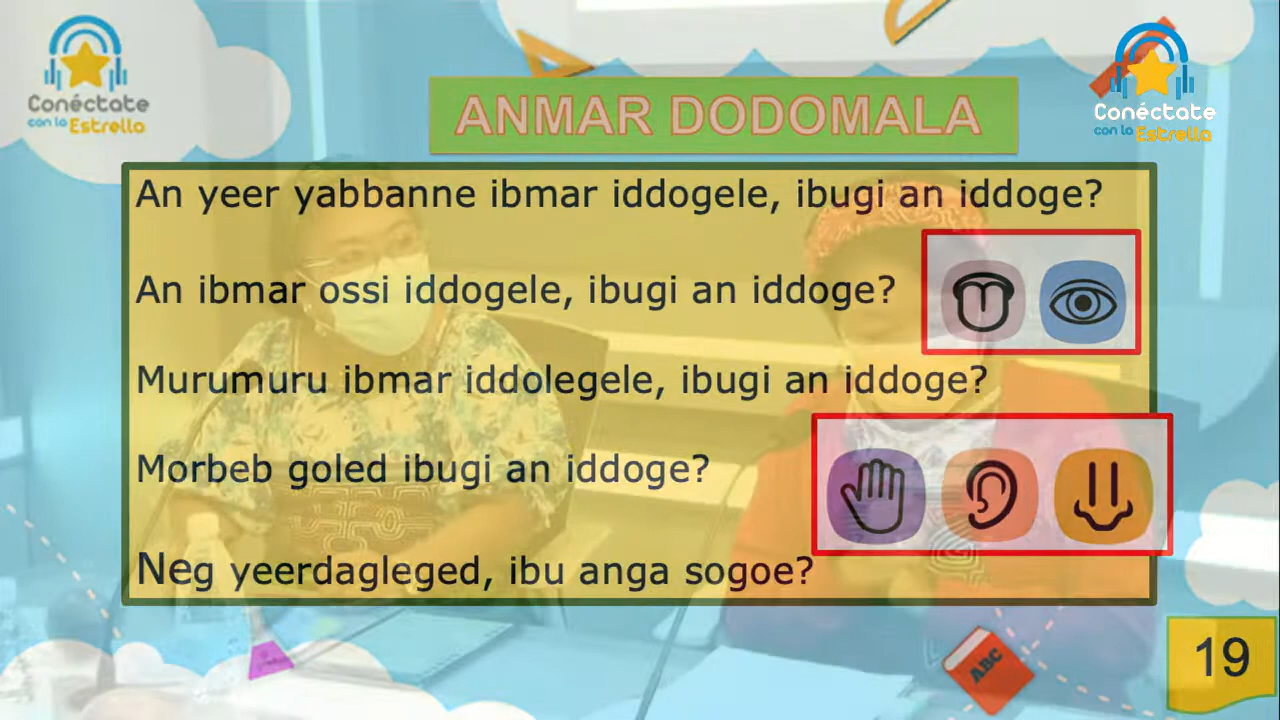 Conéctate
con la Estrella
Conéctate
con la Estrella
ANMAR DODOMALA
An yeer yabbanne ibmar iddogele, ibugi an iddoge?
An ibmar ossi iddogele, ibugi an iddoge?
Murumuru ibmar iddolegele, ibugi an iddoge?
Morbeb goled ibugi an iddoge?
Neg yeerdagleged, ibu anga sogoe?
ABC
19